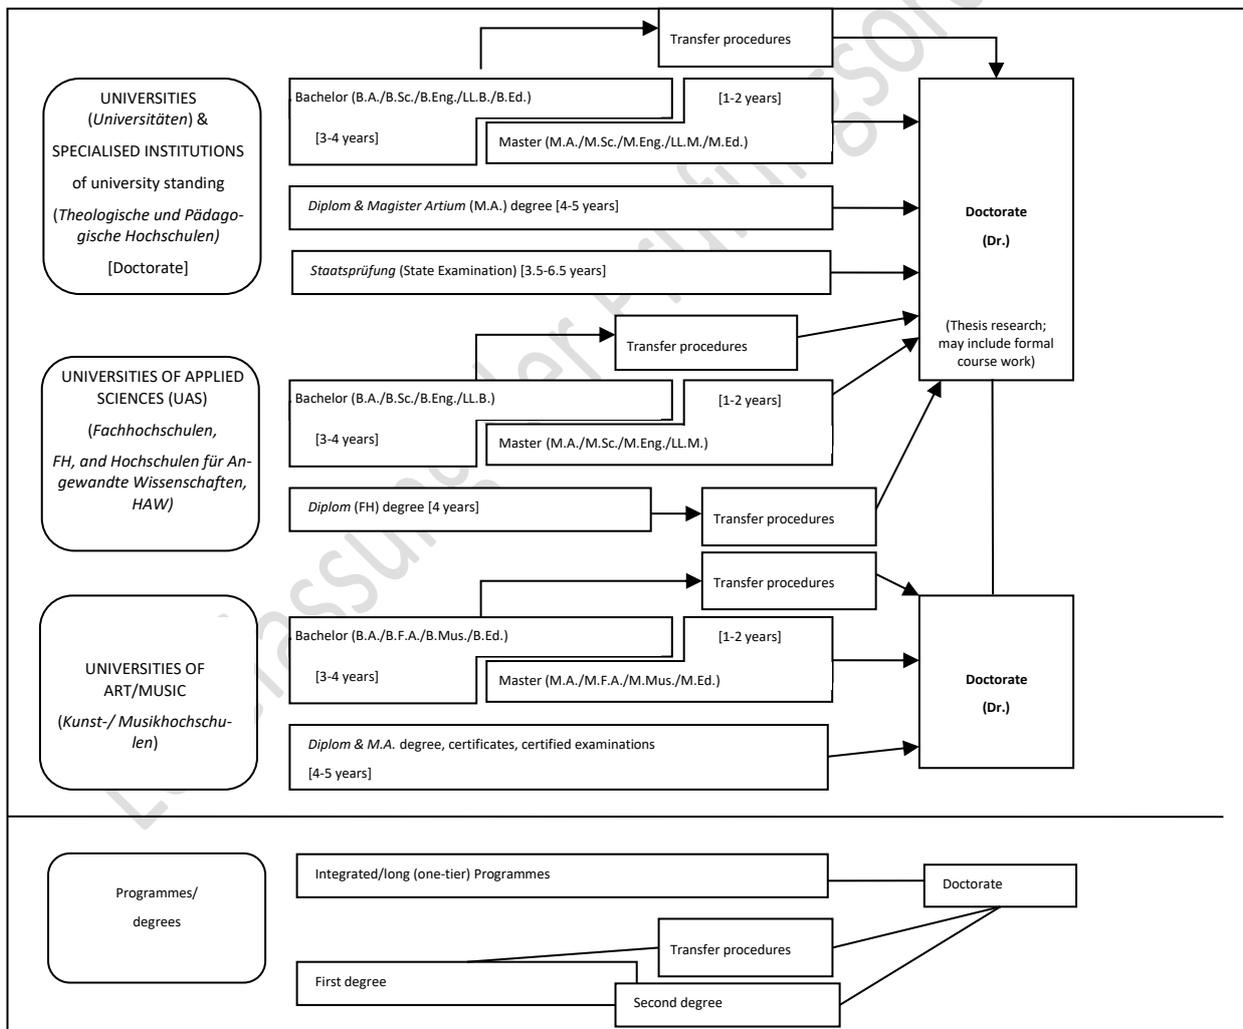 Transfer procedures
UNIVERSITIES
(Universitäten) &
SPECIALISED INSTITUTIONS
of university standing
(Theologische und Pädago-
gische Hochschulen)
[Doctorate]
Bachelor (B.A./B.Sc./B.Eng./LL.B./B.Ed.)
[3-4 years]
[1-2 years]
Master (M.A./M.Sc./M.Eng./LL.M./M.Ed.)
Diplom & Magister Artium (M.A.) degree [4-5 years]
Staatsprüfung (State Examination) [3.5-6.5 years]
Doctorate
(Dr.)
(Thesis research;
may include formal
course work)
Transfer procedures
UNIVERSITIES OF APPLIED
SCIENCES (UAS)
(Fachhochschulen,
FH, and Hochschulen für An-
gewandte Wissenschaften,
HAW)
Bachelor (B.A./B.Sc./B.Eng./LL.B.)
[3-4 years]
[1-2 years]
Master (M.A./M.Sc./M.Eng./LL.M.)
Diplom (FH) degree [4 years]
Transfer procedures
Transfer procedures
UNIVERSITIES OF
ART/MUSIC
(Kunst-/ Musikhochschu-
len)
Bachelor (B.A./B.F.A./B.Mus./B.Ed.)
[3-4 years]
[1-2 years]
Master (M.A./M.F.A./M.Mus./M.Ed.)
Diplom & M.A. degree, certificates, certified examinations
[4-5 years]
Doctorate
(Dr.)
Programmes/
degrees
Integrated/long (one-tier) Programmes
Doctorate
Transfer procedures
First degree
Second degree